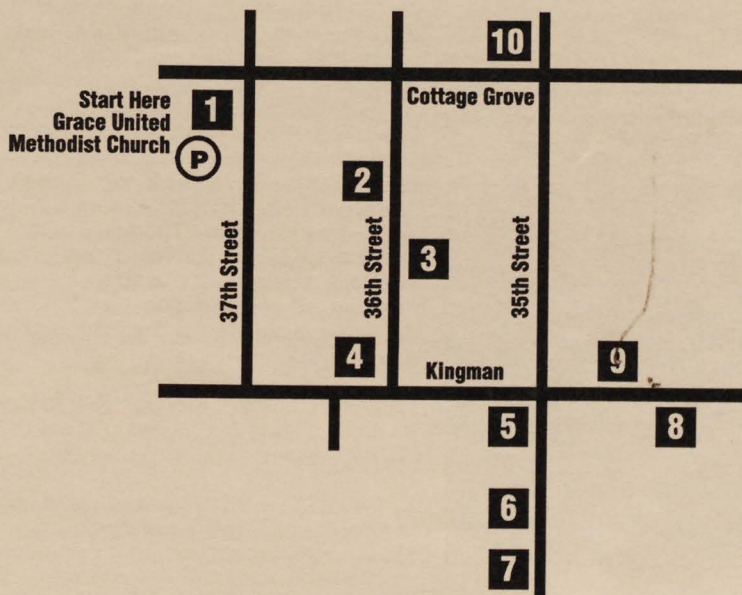 10
Cottage Grove
Start Here
Grace United
Methodist Church
1
P
2
37th Street
36th Street
3
35th Street
4
Kingman
9
5
8
6
7